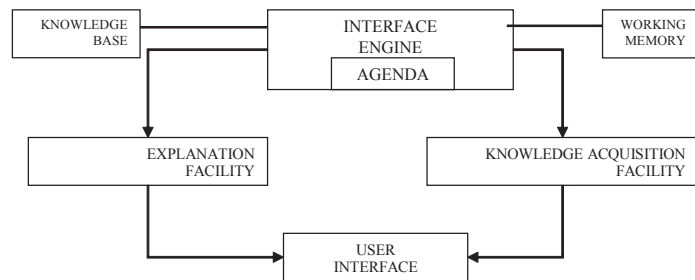 KNOWLEDGE
BASE
INTERFACE
ENGINE
AGENDA
WORKING
MEMORY
EXPLANATION
FACILITY
KNOWLEDGE ACQUISITION
FACILITY
USER
INTERFACE